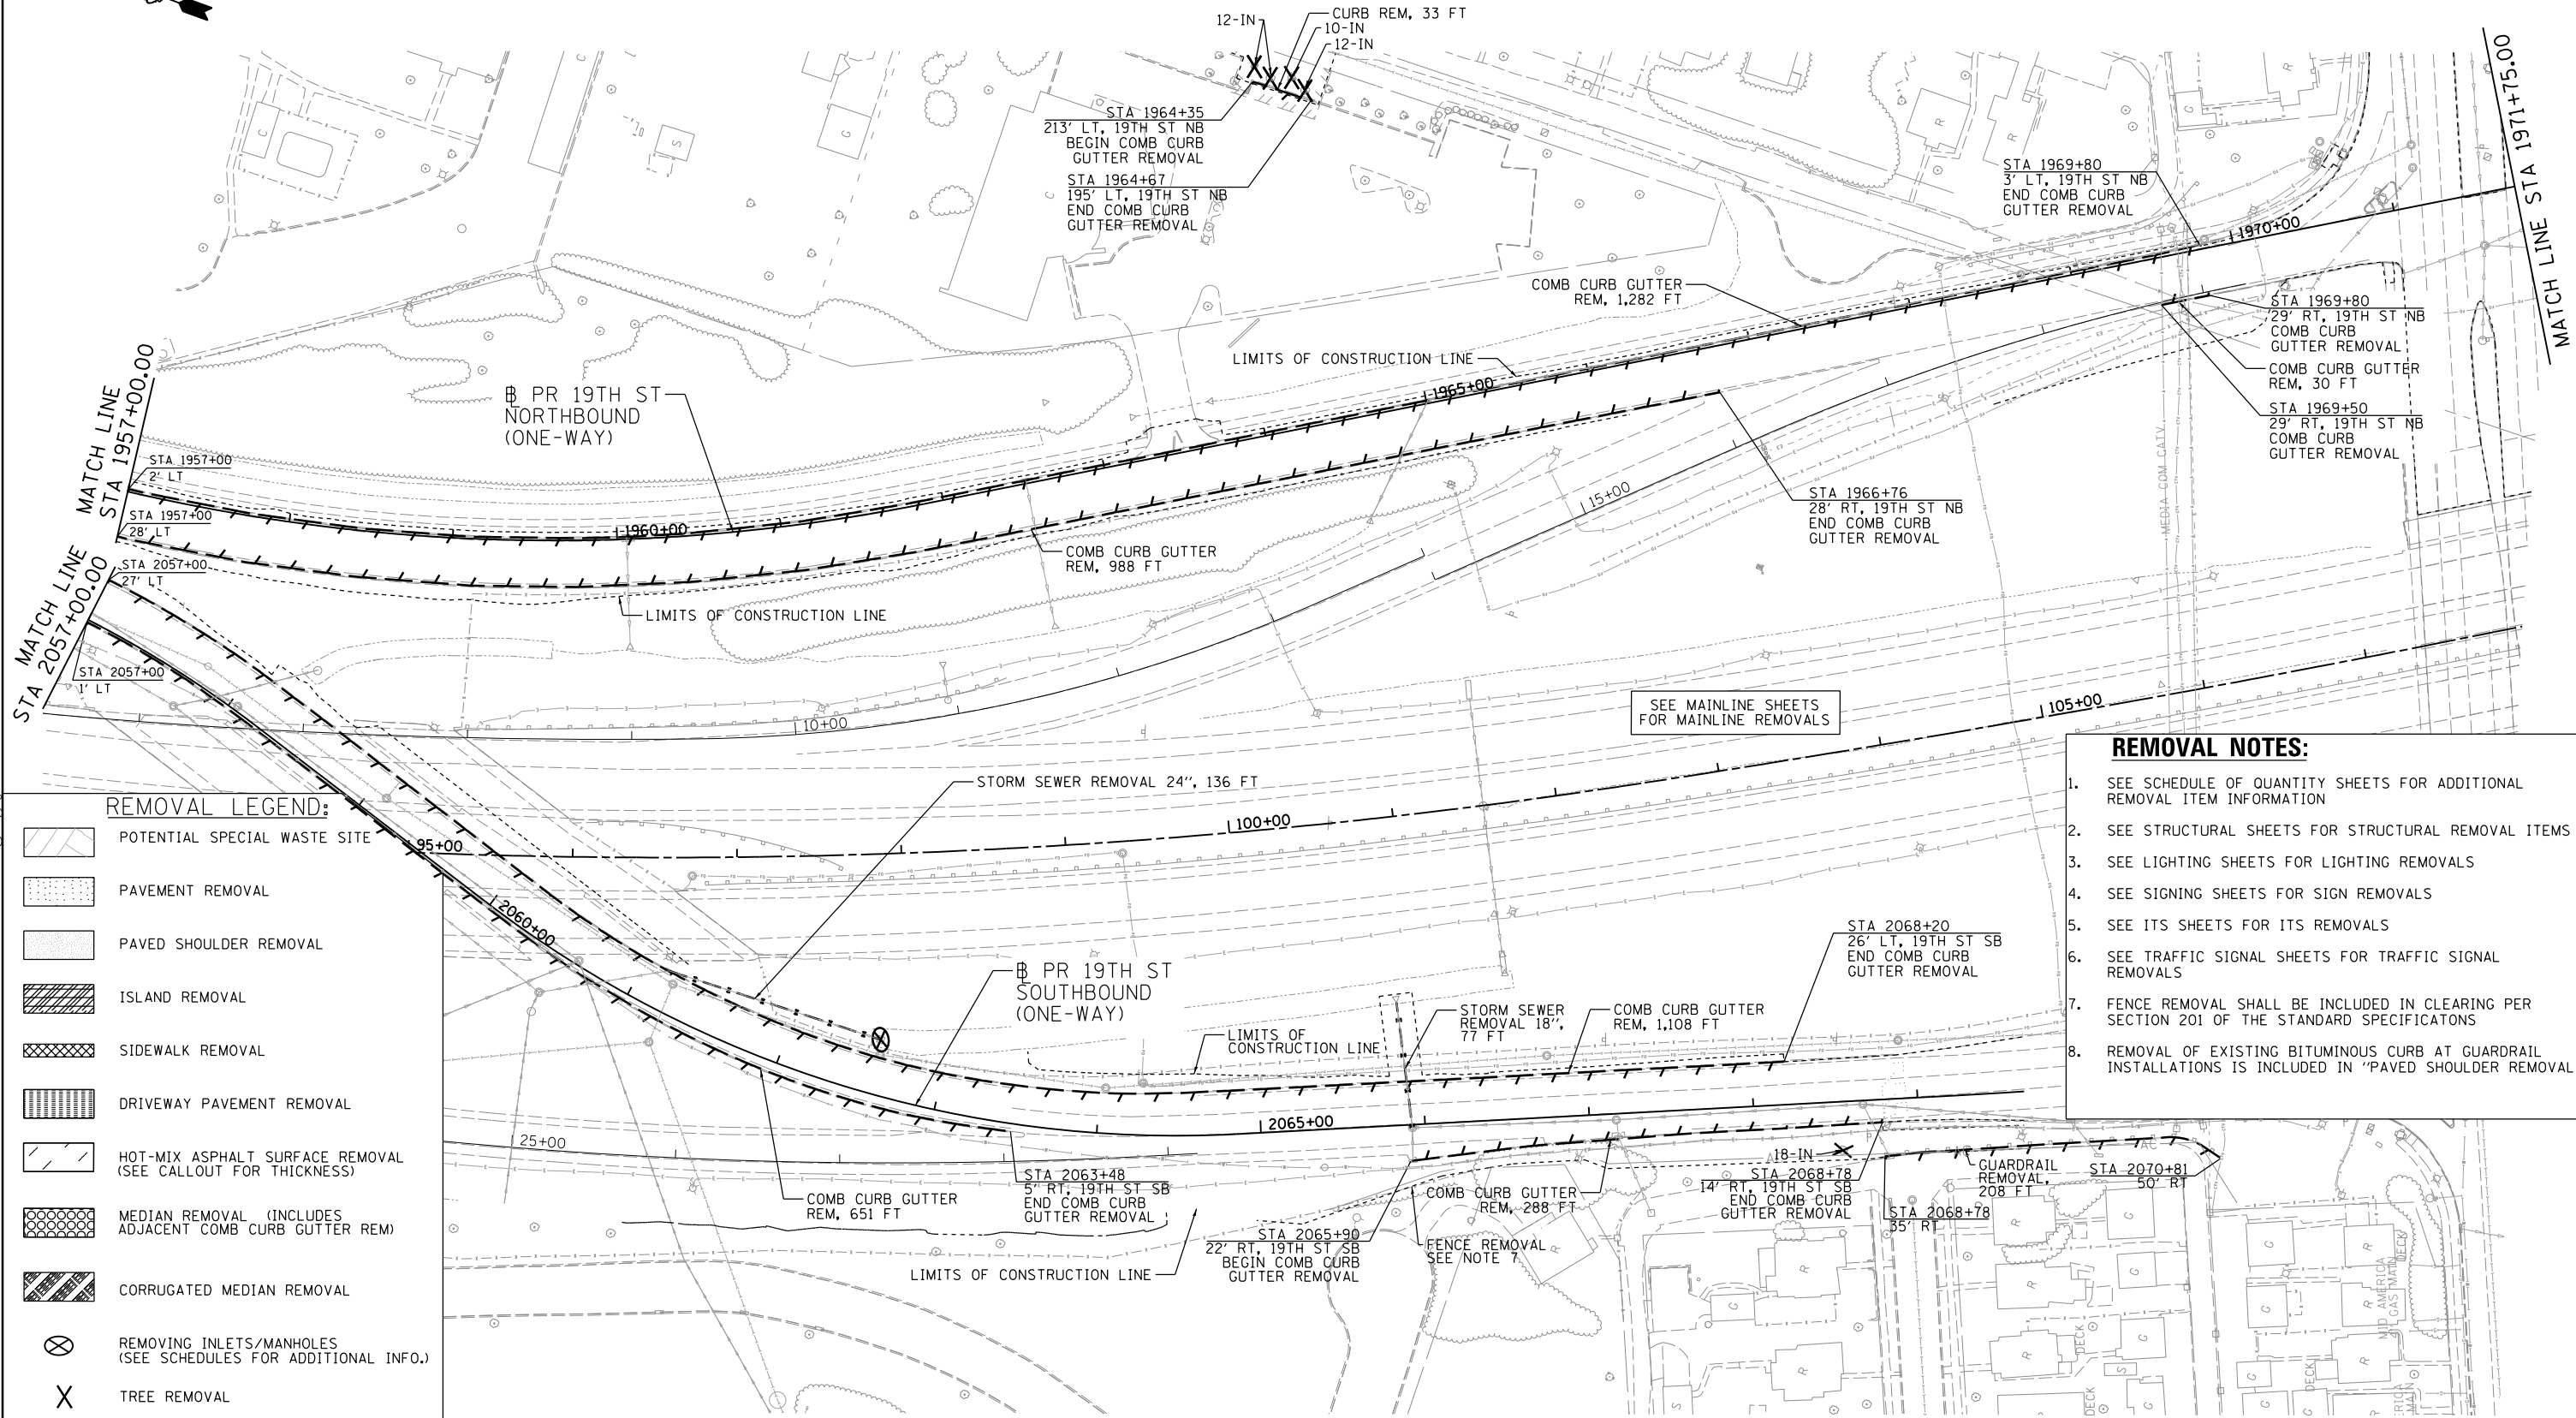 12-IN
CURB REM, 33 FT
10-IN
12-IN
STA 1964+35
213' LT, 19TH ST NB
BEGIN COMB CURB
GUTTER REMOVAL
STA 1964+67
195' LT, 19TH ST NB
END COMB CURB
GUTTER REMOVAL
STA 1969+80
3' LT, 19TH ST NB
END COMB CURB
GUTTER REMOVAL
MATCH LINE STA 1971+75.00
1970+00
COMB CURB GUTTER
REM, 1,282 FT
STA 1969+80
29' RT, 19TH ST NB
COMB CURB
GUTTER REMOVAL
COMB CURB GUTTER
REM, 30 FT
STA 1969+50
29' RT, 19TH ST NB
COMB CURB
GUTTER REMOVAL
LIMITS OF CONSTRUCTION LINE
1965+00
MATCH LINE
STA 1957+00.00
℄ PR 19TH ST
NORTHBOUND
(ONE-WAY)
STA 1957+00
2' LT
STA 1957+00
28' LT
1960+00
MEDIA COM CATV
15+00
STA 1966+76
28' RT, 19TH ST NB
END COMB CURB
GUTTER REMOVAL
COMB CURB GUTTER
REM, 988 FT
MATCH LINE
STA 2057+00.00
STA 2057+00
27' LT
LIMITS OF CONSTRUCTION LINE
STA 2057+00
1' LT
10+00
SEE MAINLINE SHEETS
FOR MAINLINE REMOVALS
105+00
STORM SEWER REMOVAL 24", 136 FT
100+00
95+00
2060+00
REMOVAL LEGEND:
POTENTIAL SPECIAL WASTE SITE
PAVEMENT REMOVAL
PAVED SHOULDER REMOVAL
ISLAND REMOVAL
SIDEWALK REMOVAL
DRIVEWAY PAVEMENT REMOVAL
HOT-MIX ASPHALT SURFACE REMOVAL
(SEE CALLOUT FOR THICKNESS)
MEDIAN REMOVAL (INCLUDES
ADJACENT COMB CURB GUTTER REM)
CORRUGATED MEDIAN REMOVAL
REMOVING INLETS/MANHOLES
(SEE SCHEDULES FOR ADDITIONAL INFO.)
TREE REMOVAL
REMOVAL NOTES:
1. SEE SCHEDULE OF QUANTITY SHEETS FOR ADDITIONAL
REMOVAL ITEM INFORMATION
2. SEE STRUCTURAL SHEETS FOR STRUCTURAL REMOVAL ITEMS
3. SEE LIGHTING SHEETS FOR LIGHTING REMOVALS
4. SEE SIGNING SHEETS FOR SIGN REMOVALS
5. SEE ITS SHEETS FOR ITS REMOVALS
6. SEE TRAFFIC SIGNAL SHEETS FOR TRAFFIC SIGNAL
REMOVALS
7. FENCE REMOVAL SHALL BE INCLUDED IN CLEARING PER
SECTION 201 OF THE STANDARD SPECIFICATONS
8. REMOVAL OF EXISTING BITUMINOUS CURB AT GUARDRAIL
INSTALLATIONS IS INCLUDED IN "PAVED SHOULDER REMOVAL
STA 2068+20
26' LT, 19TH ST SB
END COMB CURB
GUTTER REMOVAL
℄ PR 19TH ST
SOUTHBOUND
(ONE-WAY)
STORM SEWER
REMOVAL 18",
77 FT
COMB CURB GUTTER
REM, 1,108 FT
LIMITS OF
CONSTRUCTION LINE
2065+00
25+00
COMB CURB GUTTER
REM, 651 FT
STA 2063+48
5' RT, 19TH ST SB
END COMB CURB
GUTTER REMOVAL
LIMITS OF CONSTRUCTION LINE
STA 2065+90
22' RT, 19TH ST SB
BEGIN COMB CURB
GUTTER REMOVAL
FENCE REMOVAL
SEE NOTE 7
COMB CURB GUTTER
REM, 288 FT
18-IN
STA 2068+78
14' RT, 19TH ST SB
END COMB CURB
GUTTER REMOVAL
STA 2068+78
35' RT
GUARDRAIL
REMOVAL,
208 FT
STA 2070+81
50' RT
DECK
DECK
DECK
DECK
MID AMERICA
GAS MAIN